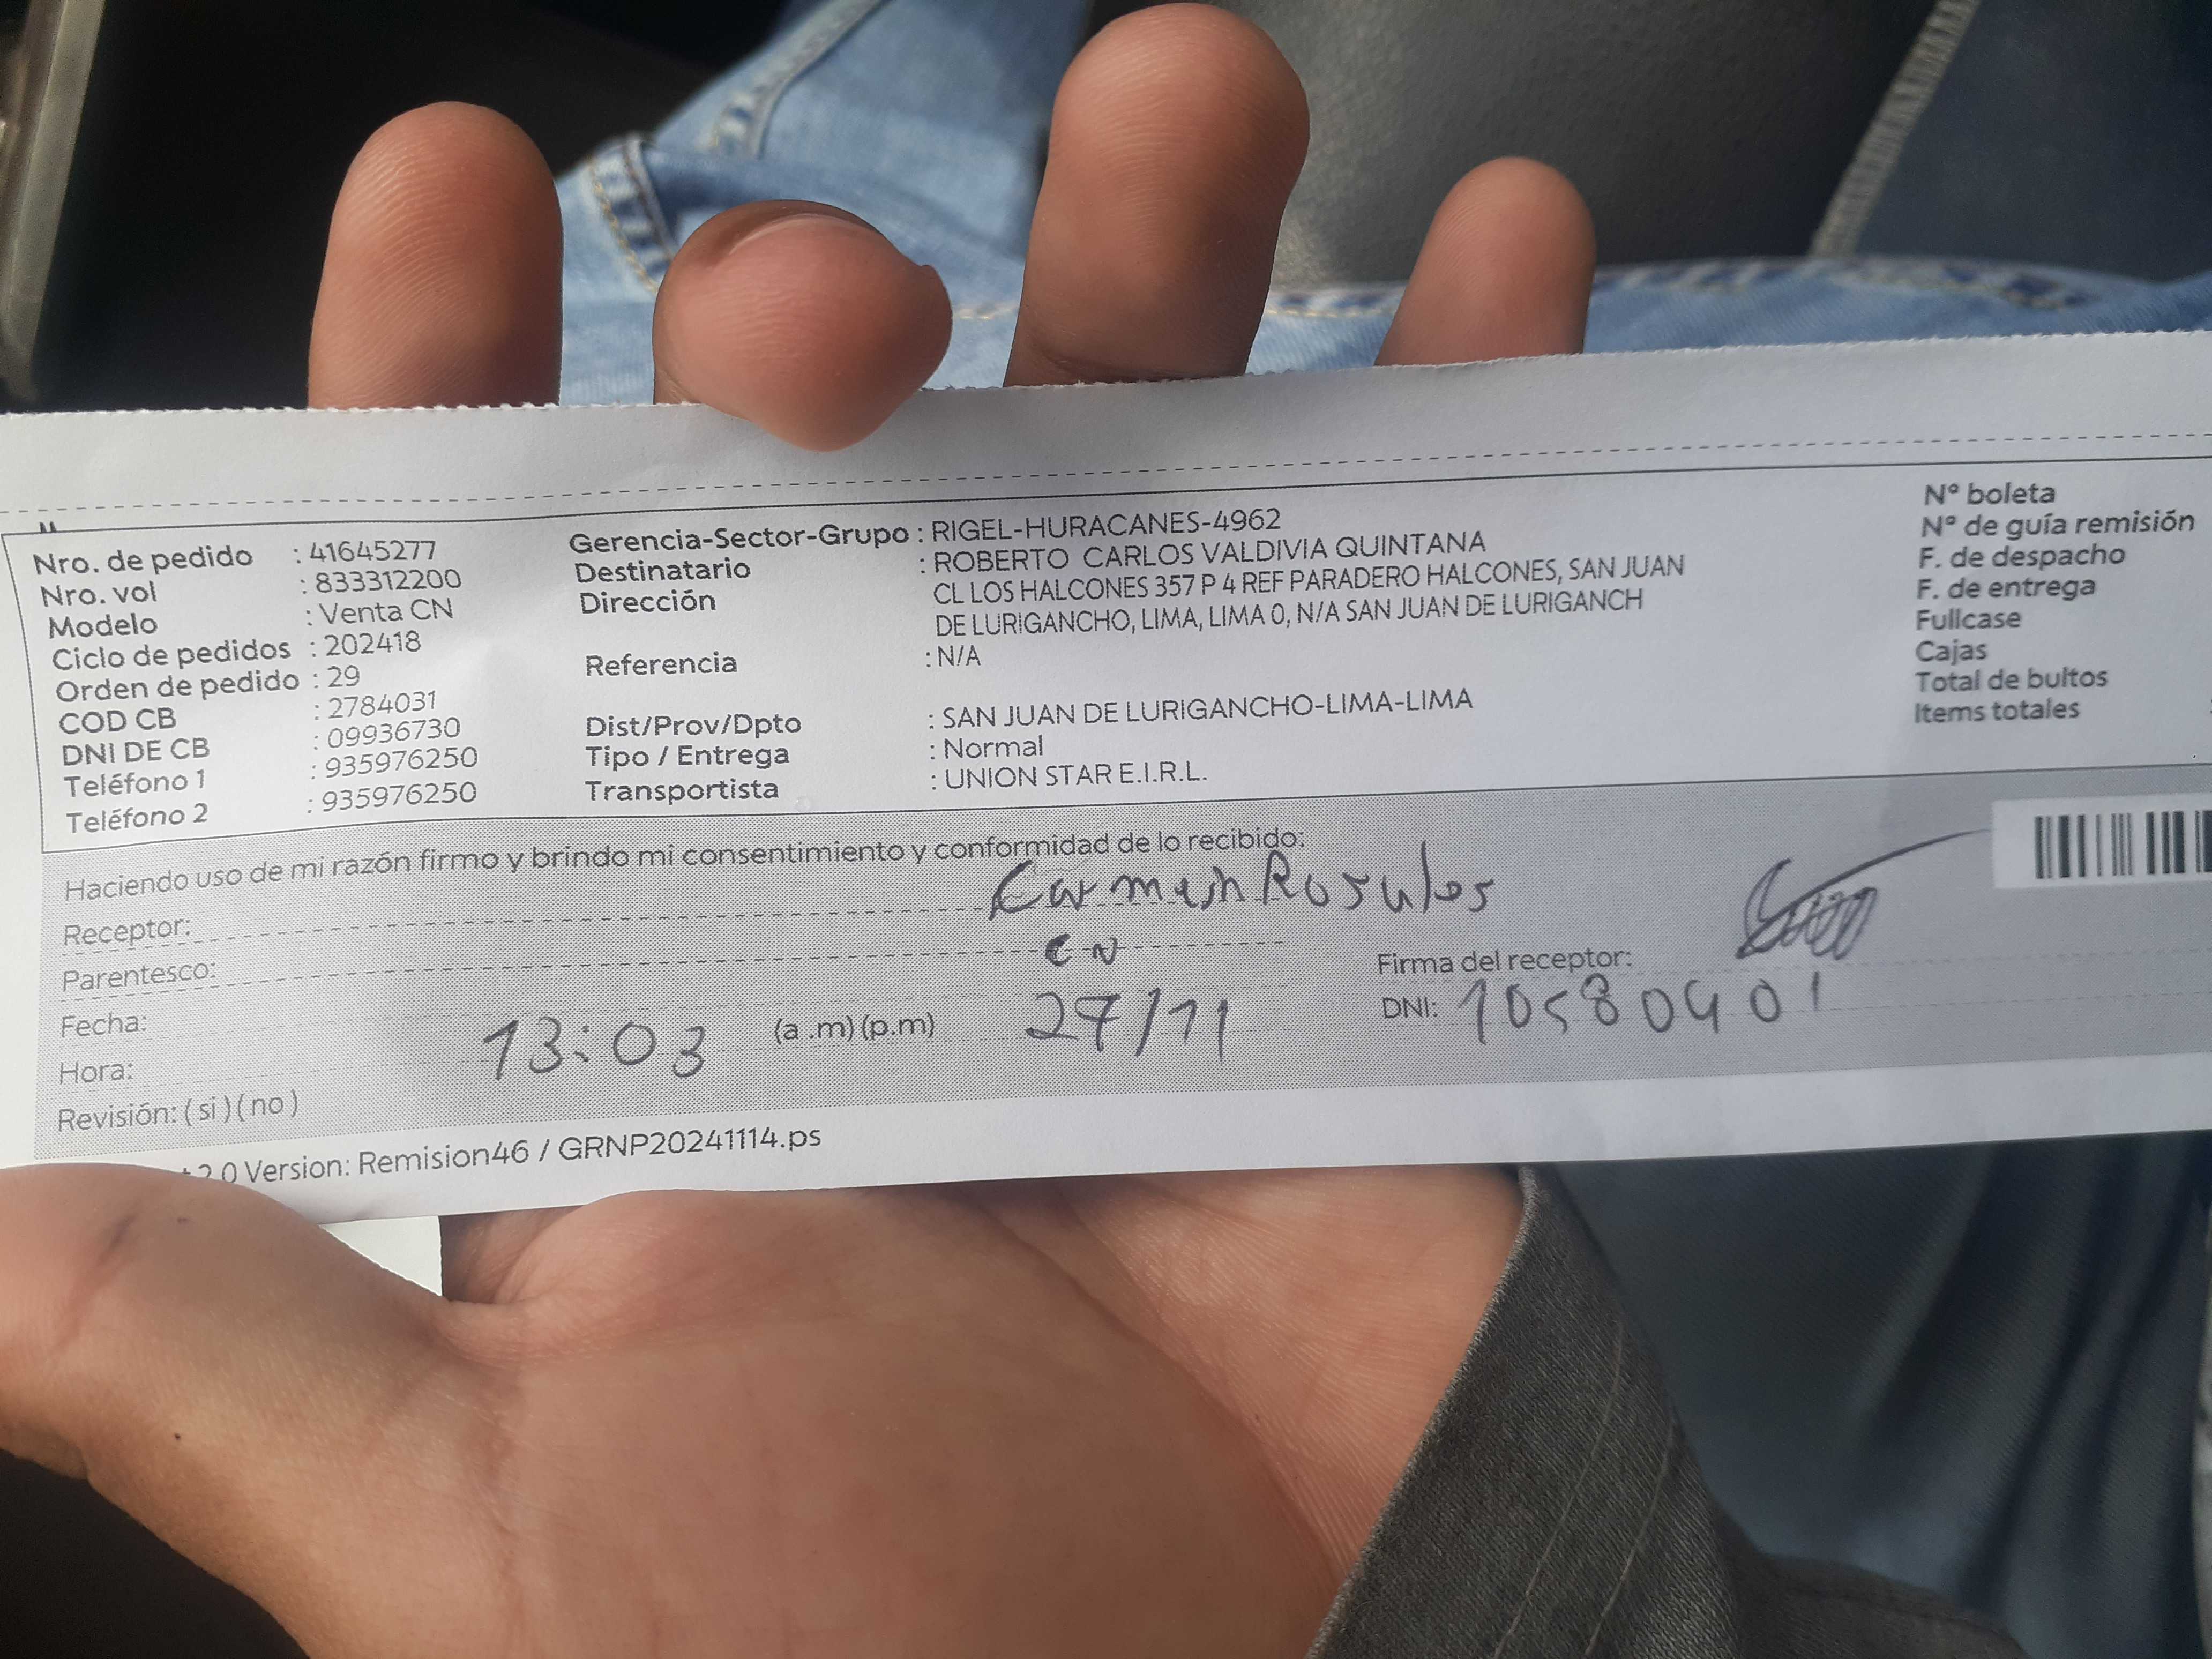 Nro. de pedido : 41645277
Nro. vol : 833312200
Modelo : Venta CN
Ciclo de pedidos : 202418
Orden de pedido : 29
COD CB : 2784031
DNI DE CB : 09936730
Teléfono 1 : 935976250
Teléfono 2 : 935976250
Gerencia-Sector-Grupo : RIGEL-HURACANES-4962
Destinatario : ROBERTO CARLOS VALDIVIA QUINTANA
Dirección CL LOS HALCONES 357 P 4 REF PARADERO HALCONES, SAN JUAN
DE LURIGANCHO, LIMA, LIMA 0, N/A SAN JUAN DE LURIGANCH
Referencia : N/A
Dist/Prov/Dpto : SAN JUAN DE LURIGANCHO-LIMA-LIMA
Tipo / Entrega : Normal
Transportista : UNION STAR E.I.R.L.
N° boleta
N° de guía remisión
F. de despacho
F. de entrega
Fullcase
Cajas
Total de bultos
Items totales
Haciendo uso de mi razón firmo y brindo mi consentimiento y conformidad de lo recibido:
Receptor: Carmen Rosales
Parentesco: CN
Firma del receptor:
Fecha: 27/11
DNI: 10580401
Hora: 13:03 (a .m) (p.m)
Revisión: ( si ) ( no )
2.0 Version: Remision46 / GRNP20241114.ps